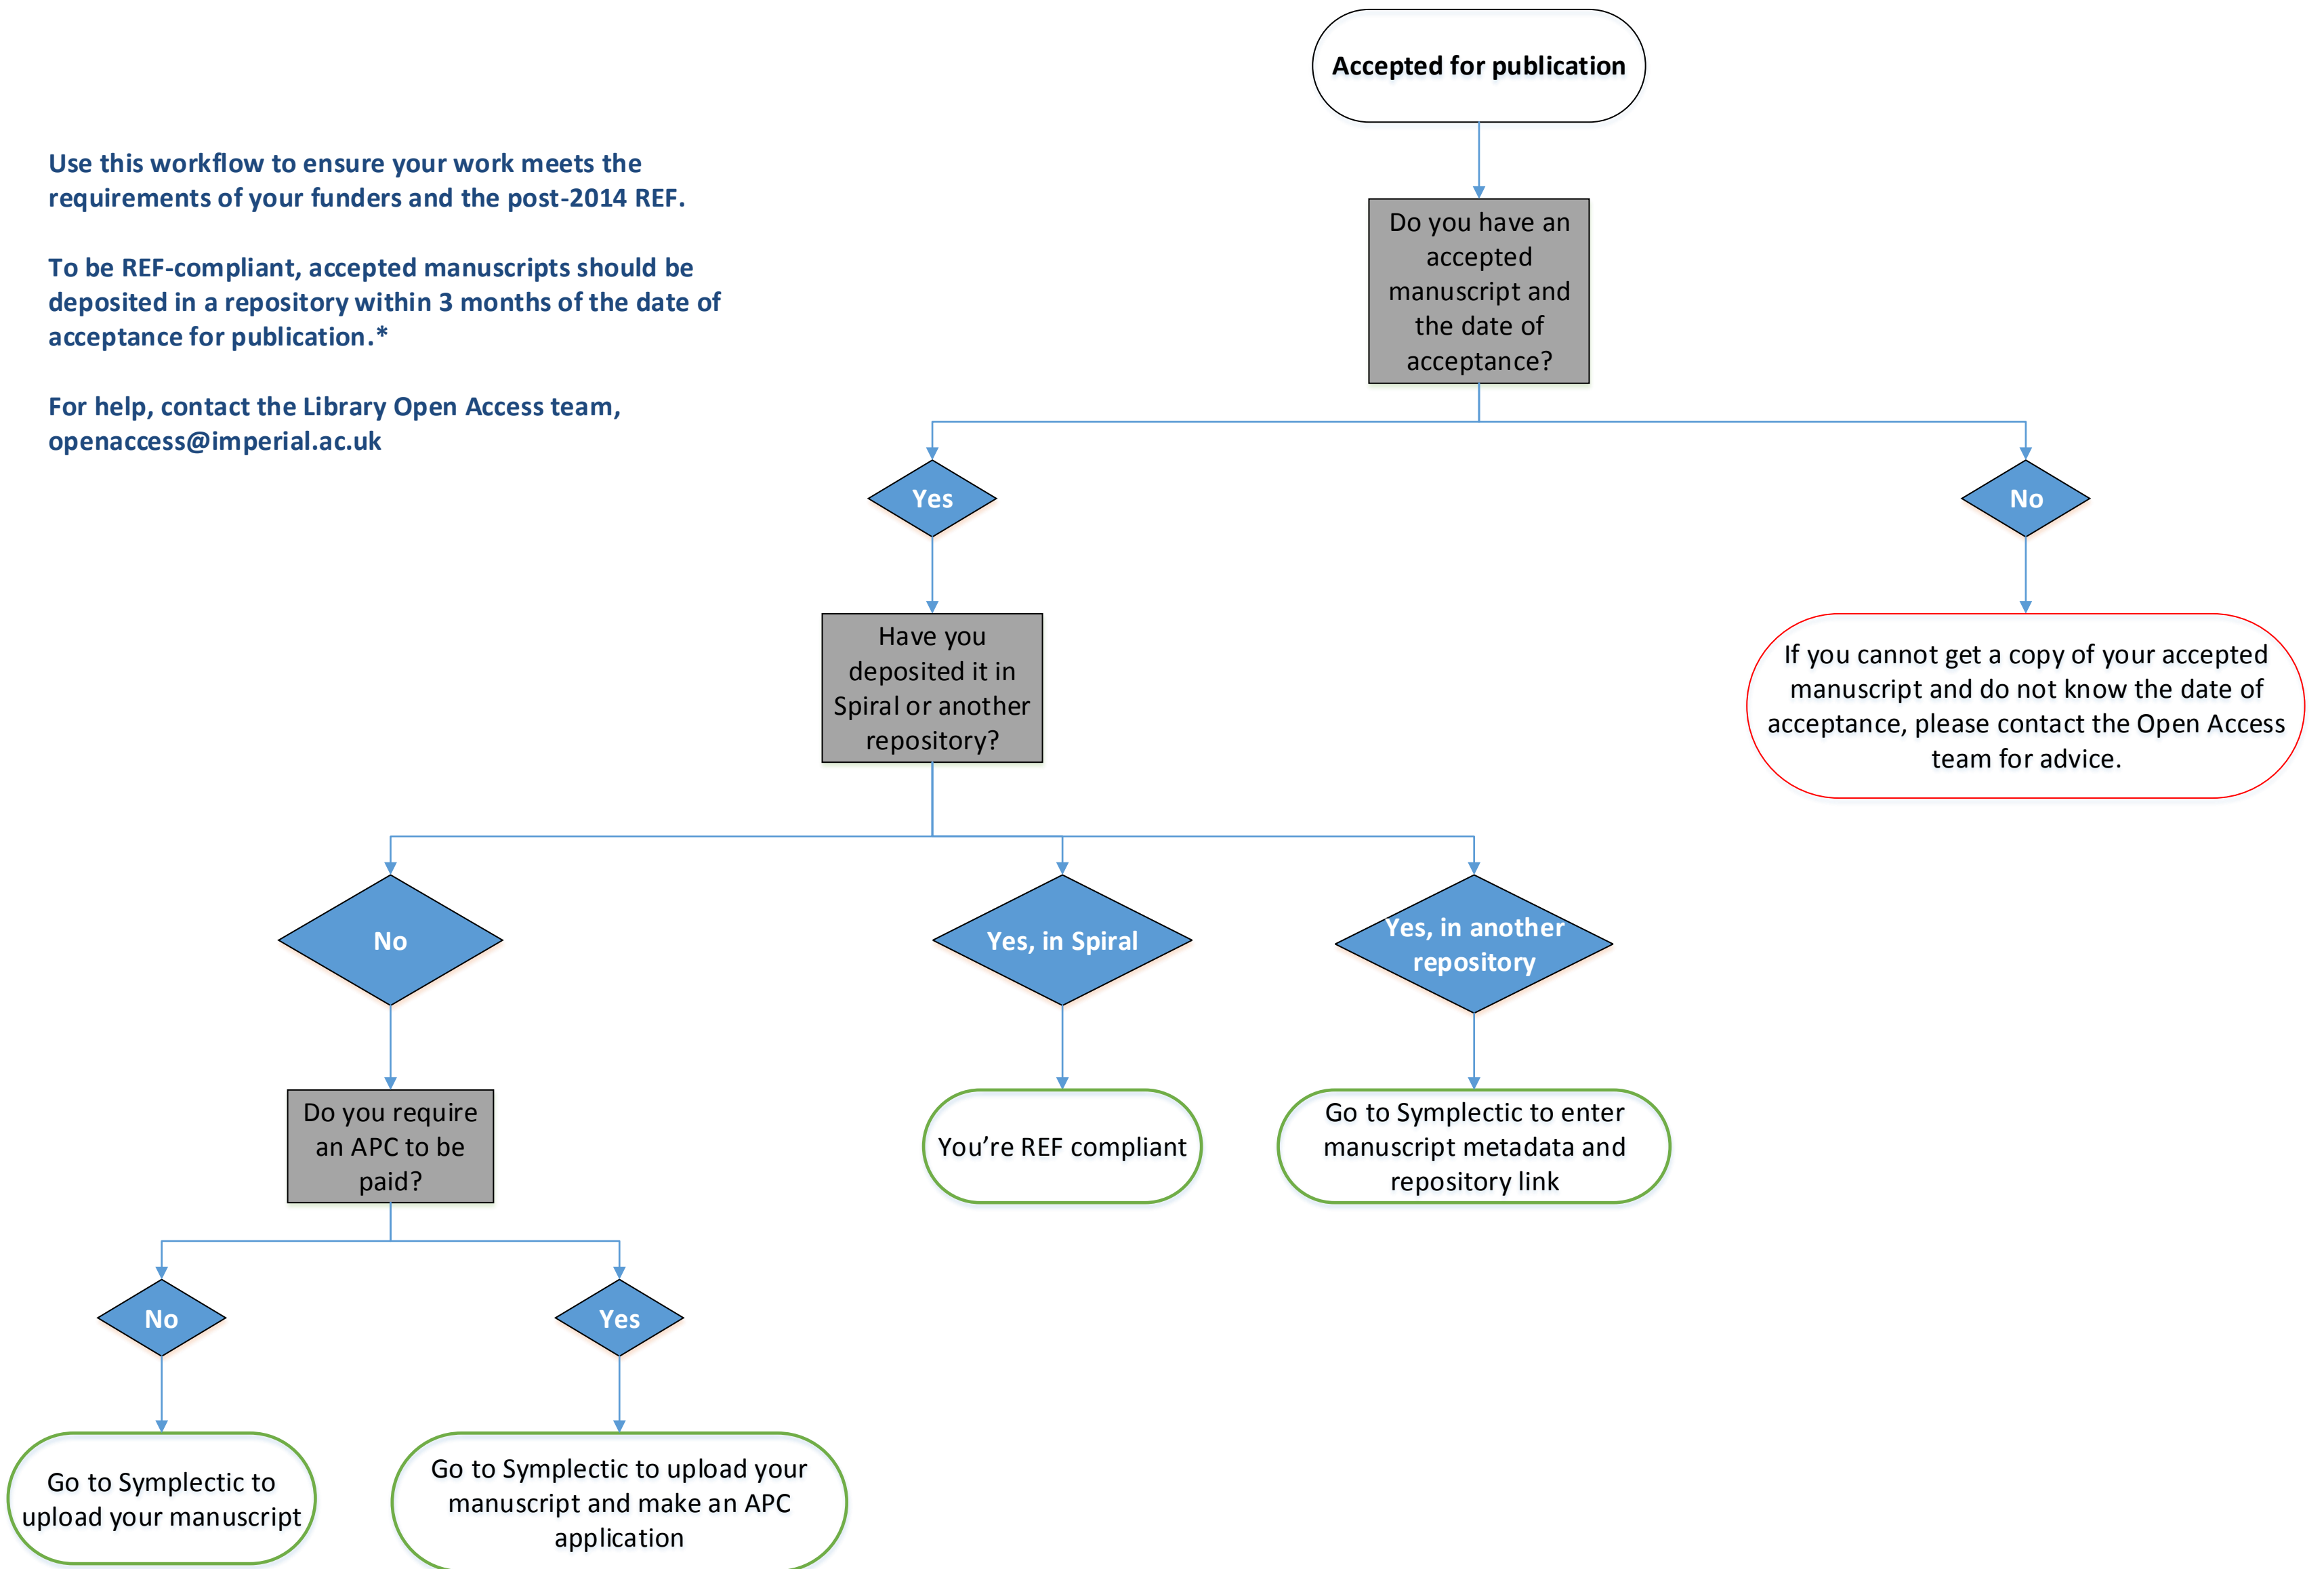 Accepted for publication
Use this workflow to ensure your work meets the
requirements of your funders and the post-2014 REF.
To be REF-compliant, accepted manuscripts should be
deposited in a repository within 3 months of the date of
acceptance for publication.*
For help, contact the Library Open Access team,
openaccess@imperial.ac.uk
Do you have an
accepted
manuscript and
the date of
acceptance?
Yes
No
Have you
deposited it in
Spiral or another
repository?
If you cannot get a copy of your accepted
manuscript and do not know the date of
acceptance, please contact the Open Access
team for advice.
No
Yes, in Spiral
Yes, in another
repository
Do you require
an APC to be
paid?
You’re REF compliant
Go to Symplectic to enter
manuscript metadata and
repository link
No
Yes
Go to Symplectic to
upload your manuscript
Go to Symplectic to upload your
manuscript and make an APC
application